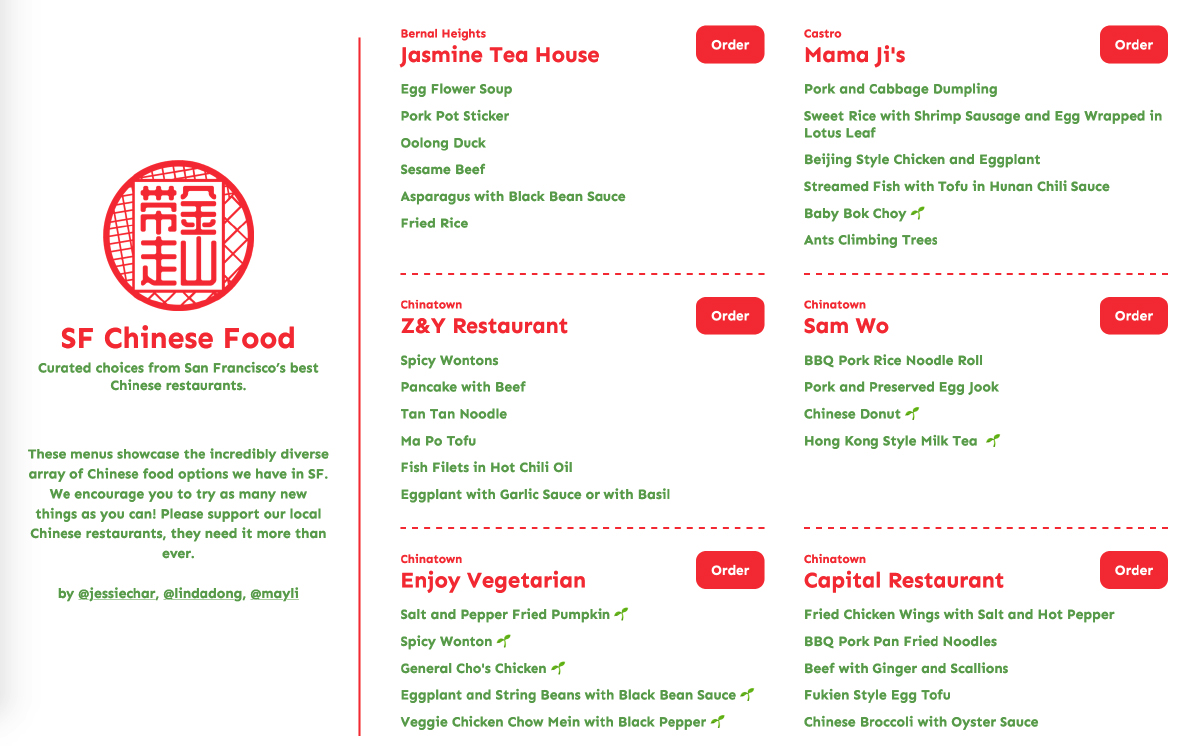 金山
带走
SF Chinese Food
Curated choices from San Francisco’s best
Chinese restaurants.
These menus showcase the incredibly diverse
array of Chinese food options we have in SF.
We encourage you to try as many new
things as you can! Please support our local
Chinese restaurants, they need it more than
ever.
by @jessiechar, @lindadong, @mayli
Bernal Heights
Jasmine Tea House
Order
Egg Flower Soup
Pork Pot Sticker
Oolong Duck
Sesame Beef
Asparagus with Black Bean Sauce
Fried Rice
Castro
Mama Ji's
Order
Pork and Cabbage Dumpling
Sweet Rice with Shrimp Sausage and Egg Wrapped in
Lotus Leaf
Beijing Style Chicken and Eggplant
Streamed Fish with Tofu in Hunan Chili Sauce
Baby Bok Choy 🌱
Ants Climbing Trees
Chinatown
Z&Y Restaurant
Order
Spicy Wontons
Pancake with Beef
Tan Tan Noodle
Ma Po Tofu
Fish Filets in Hot Chili Oil
Eggplant with Garlic Sauce or with Basil
Chinatown
Sam Wo
Order
BBQ Pork Rice Noodle Roll
Pork and Preserved Egg Jook
Chinese Donut 🌱
Hong Kong Style Milk Tea 🌱
Chinatown
Enjoy Vegetarian
Order
Salt and Pepper Fried Pumpkin 🌱
Spicy Wonton 🌱
General Cho's Chicken 🌱
Eggplant and String Beans with Black Bean Sauce 🌱
Veggie Chicken Chow Mein with Black Pepper 🌱
Chinatown
Capital Restaurant
Order
Fried Chicken Wings with Salt and Hot Pepper
BBQ Pork Pan Fried Noodles
Beef with Ginger and Scallions
Fukien Style Egg Tofu
Chinese Broccoli with Oyster Sauce